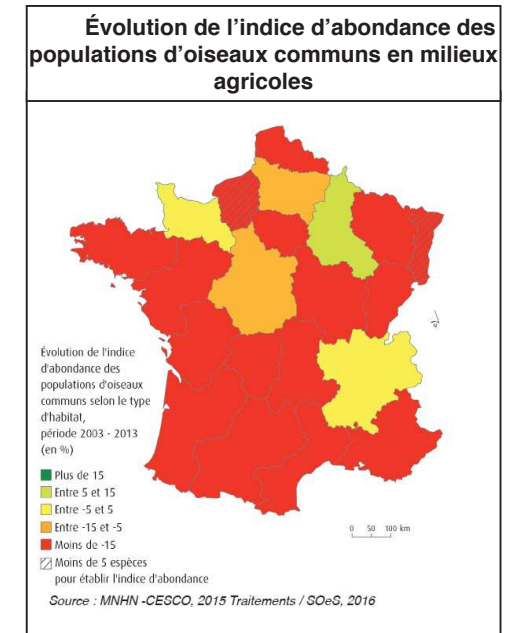 Évolution de l'indice d'abondance des
populations d'oiseaux communs en milieux
agricoles
Évolution de l'indice
d'abondance des
populations d'oiseaux
communs selon le type
d'habitat,
période 2003 - 2013
(en %)
Plus de 15
Entre 5 et 15
Entre -5 et 5
Entre -15 et -5
Moins de -15
Moins de 5 espèces
pour établir l'indice d'abondance
0 50 100 km
Source : MNHN -CESCO, 2015 Traitements / SOeS, 2016